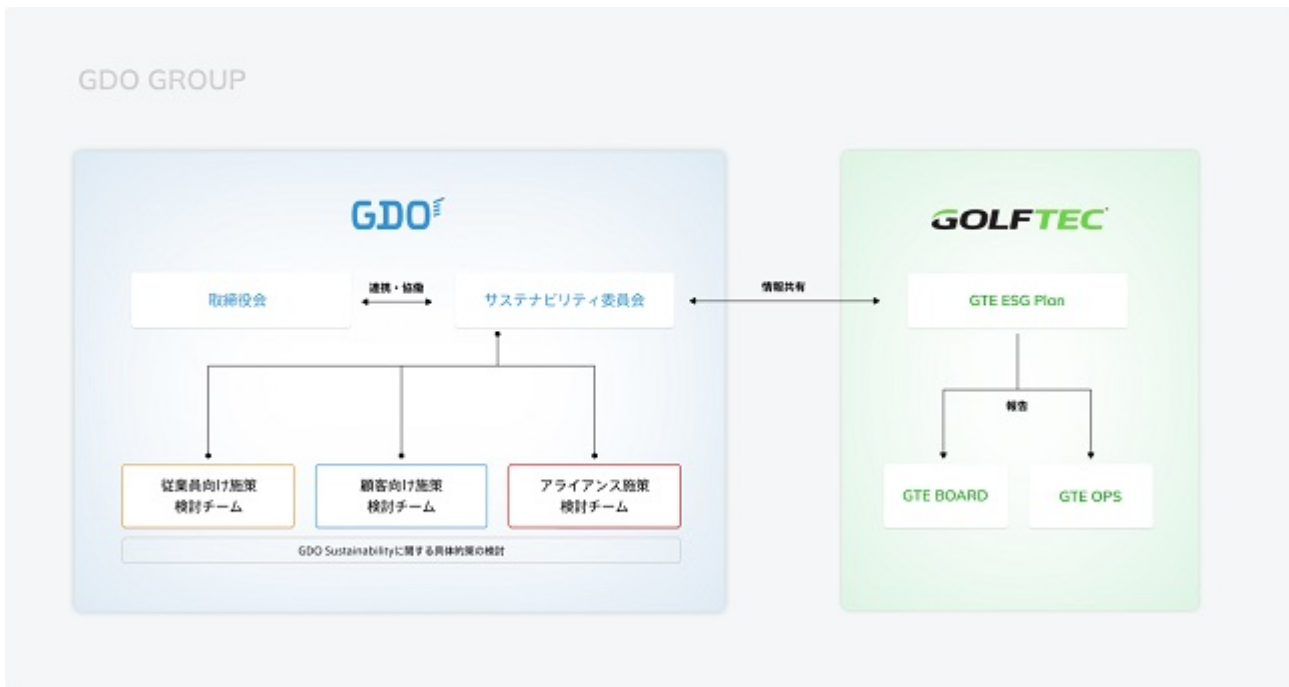 GDO GROUP
GDO
取締役会
連携・協働
サステナビリティ委員会
従業員向け施策
検討チーム
顧客向け施策
検討チーム
アライアンス施策
検討チーム
GDO Sustainabilityに関する具体的策の検討
情報共有
GOLFTEC
GTE ESG Plan
報告
GTE BOARD
GTE OPS